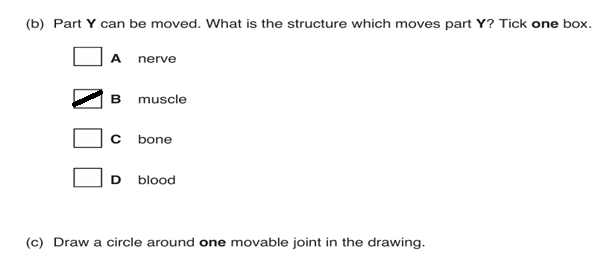 (b) Part Y can be moved. What is the structure which moves part Y? Tick one box.
A nerve
B muscle
C bone
D blood
(c) Draw a circle around one movable joint in the drawing.